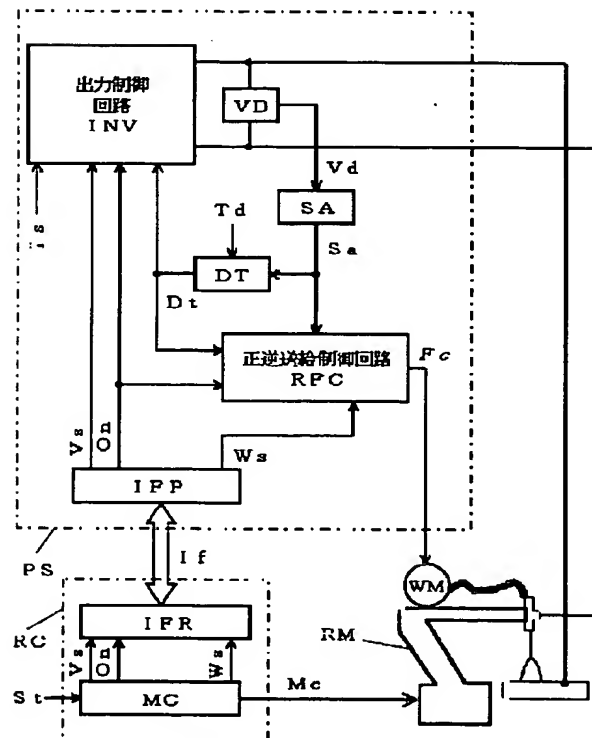 出力制御
回路
INV
VD
Vd
SA
Td
Sa
DT
Dt
正逆送給制御回路
RFC
Fc
Is
Vs
On
Ws
IFP
PS
If
WM
RC
IFR
RM
Vs
On
Ws
St
MC
Mc